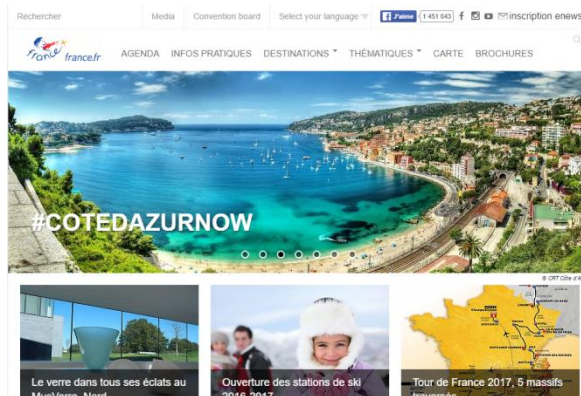 Rechercher
Media
Convention board
Select your language
J'aime
1 451 043
inscription enews
france
france.fr
AGENDA
INFOS PRATIQUES
DESTINATIONS
THÉMATIQUES
CARTE
BROCHURES
#COTEDAZURNOW
© CRT Côte d'A
Le verre dans tous ses éclats au
MusVerre, Nord
Ouverture des stations de ski
2016-2017
Tour de France 2017, 5 massifs
traversés